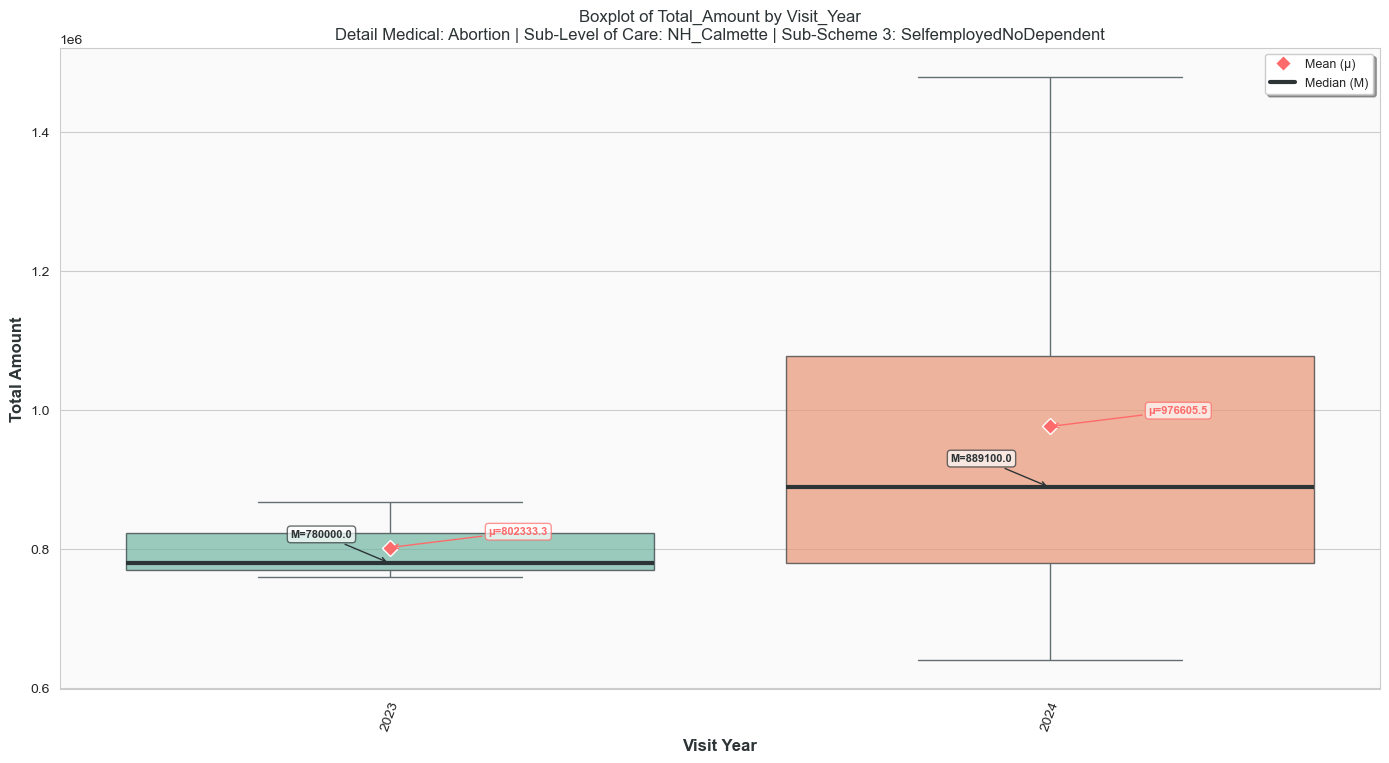 Boxplot of Total_Amount by Visit_Year
Detail Medical: Abortion | Sub-Level of Care: NH_Calmette | Sub-Scheme 3: SelfemployedNoDependent
1e6
Mean (μ)
Median (M)
1.4
1.2
1.0
0.8
0.6
Total Amount
M=780000.0
μ=802333.3
M=889100.0
μ=976605.5
2023
2024
Visit Year